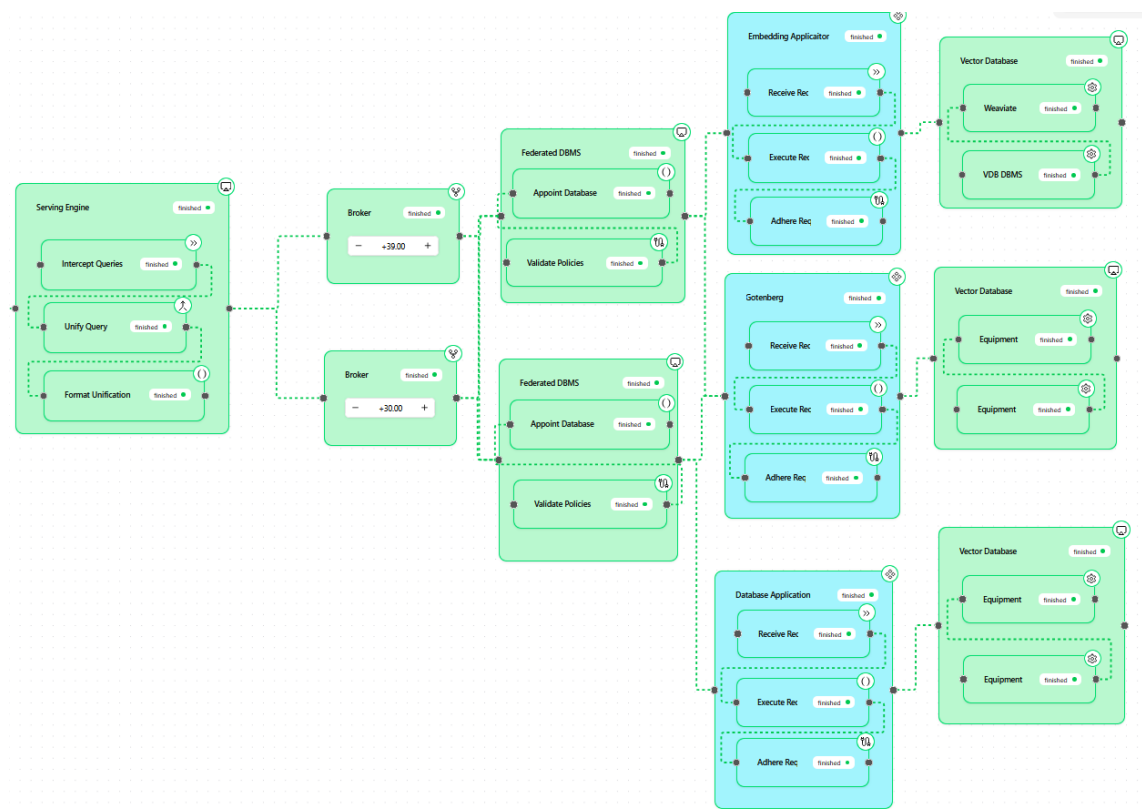 Serving Engine finished
Intercept Queries finished
Unify Query finished
Format Unification finished
Broker finished
− +39.00 +
Broker finished
− +30.00 +
Federated DBMS finished
Appoint Database finished
Validate Policies finished
Federated DBMS finished
Appoint Database finished
Validate Policies finished
Embedding Applicaitor finished
Receive Rec finished
Execute Rec finished
Adhere Req finished
Gotenberg finished
Receive Rec finished
Execute Rec finished
Adhere Req finished
Database Application finished
Receive Rec finished
Execute Rec finished
Adhere Req finished
Vector Database finished
Weaviate finished
VDB DBMS finished
Vector Database finished
Equipment finished
Equipment finished
Vector Database finished
Equipment finished
Equipment finished